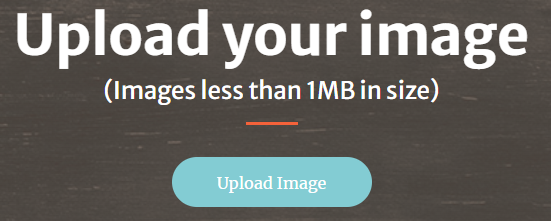 Upload your image
(Images less than 1MB in size)
Upload Image